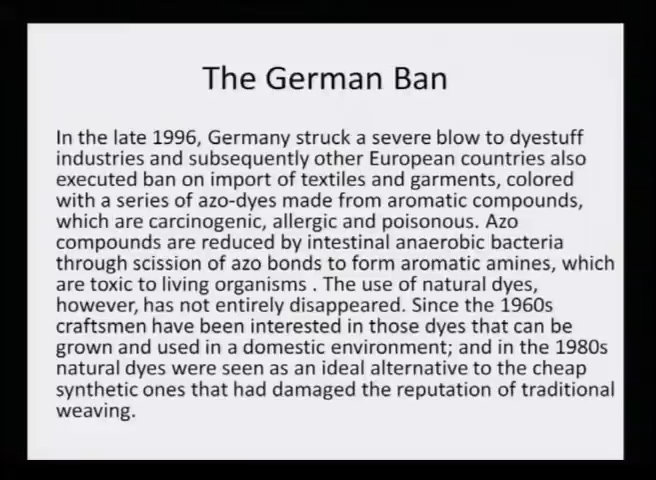 The German Ban
In the late 1996, Germany struck a severe blow to dyestuff
industries and subsequently other European countries also
executed ban on import of textiles and garments, colored
with a series of azo-dyes made from aromatic compounds,
which are carcinogenic, allergic and poisonous. Azo
compounds are reduced by intestinal anaerobic bacteria
through scission of azo bonds to form aromatic amines, which
are toxic to living organisms . The use of natural dyes,
however, has not entirely disappeared. Since the 1960s
craftsmen have been interested in those dyes that can be
grown and used in a domestic environment; and in the 1980s
natural dyes were seen as an ideal alternative to the cheap
synthetic ones that had damaged the reputation of traditional
weaving.